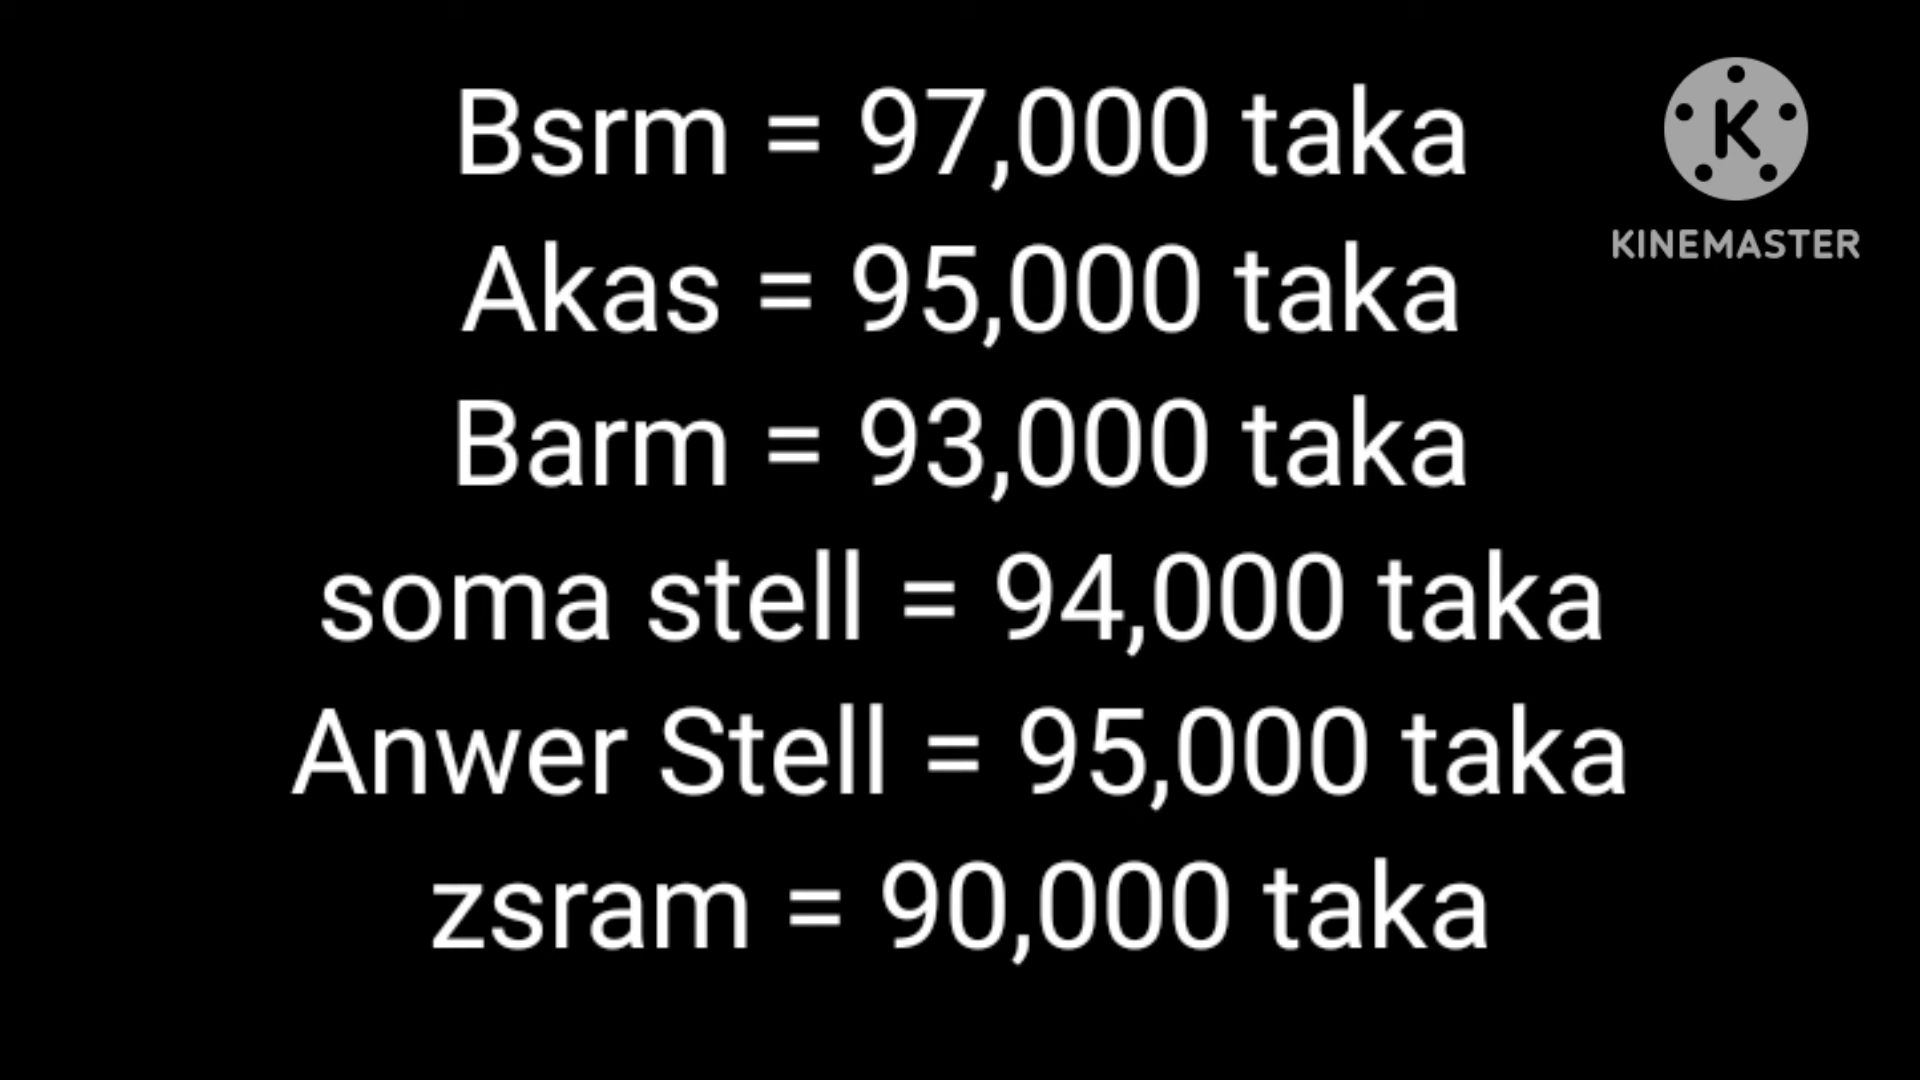 Bsrm = 97,000 taka
Akas = 95,000 taka
Barm = 93,000 taka
soma stell = 94,000 taka
Anwer Stell = 95,000 taka
zsram = 90,000 taka
K
KINEMASTER